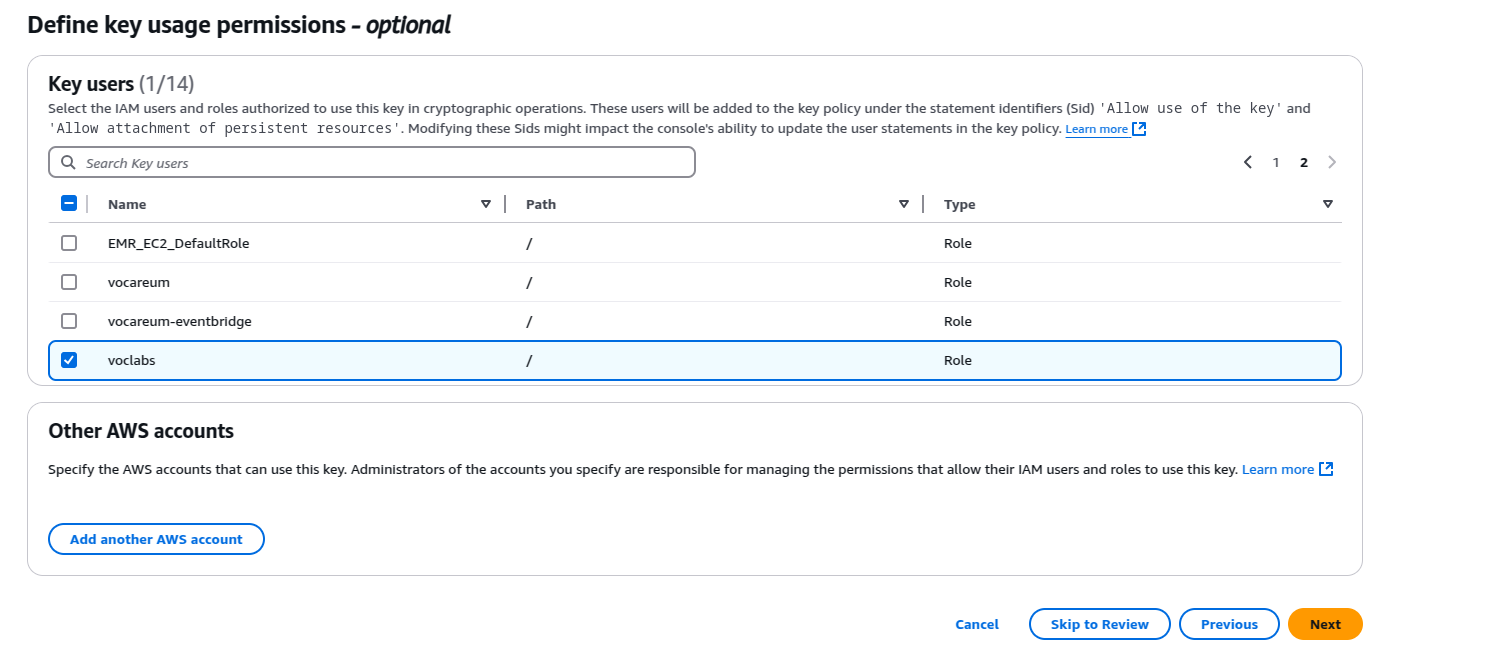 Define key usage permissions - optional
Key users (1/14)
Select the IAM users and roles authorized to use this key in cryptographic operations. These users will be added to the key policy under the statement identifiers (Sid) 'Allow use of the key' and
'Allow attachment of persistent resources'. Modifying these Sids might impact the console's ability to update the user statements in the key policy. Learn more
Search Key users
1 2
Name Path Type
EMR_EC2_DefaultRole / Role
vocareum / Role
vocareum-eventbridge / Role
voclabs / Role
Other AWS accounts
Specify the AWS accounts that can use this key. Administrators of the accounts you specify are responsible for managing the permissions that allow their IAM users and roles to use this key. Learn more
Add another AWS account
Cancel Skip to Review Previous Next